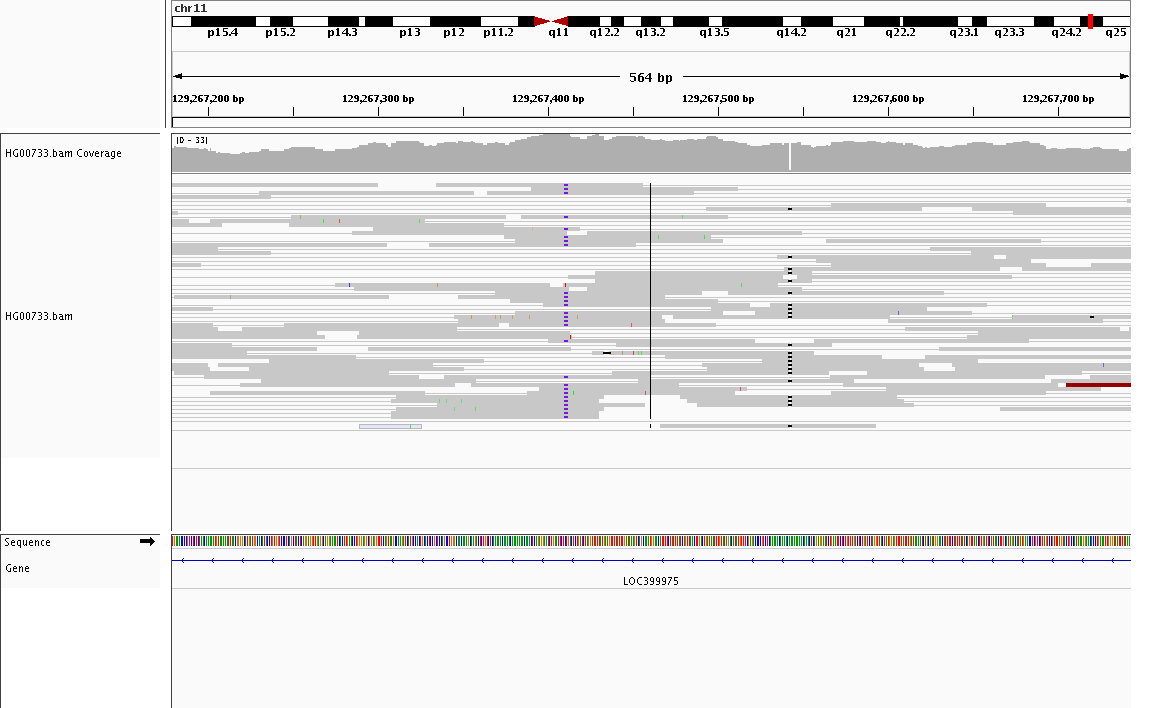 chr11
p15.4 p15.2 p14.3 p13 p12 p11.2 q11 q12.2 q13.2 q13.5 q14.2 q21 q22.2 q23.1 q23.3 q24.2 q25
564 bp
129,267,200 bp 129,267,300 bp 129,267,400 bp 129,267,500 bp 129,267,600 bp 129,267,700 bp
[0 - 33]
HG00733.bam Coverage
HG00733.bam
Sequence
Gene
LOC399975